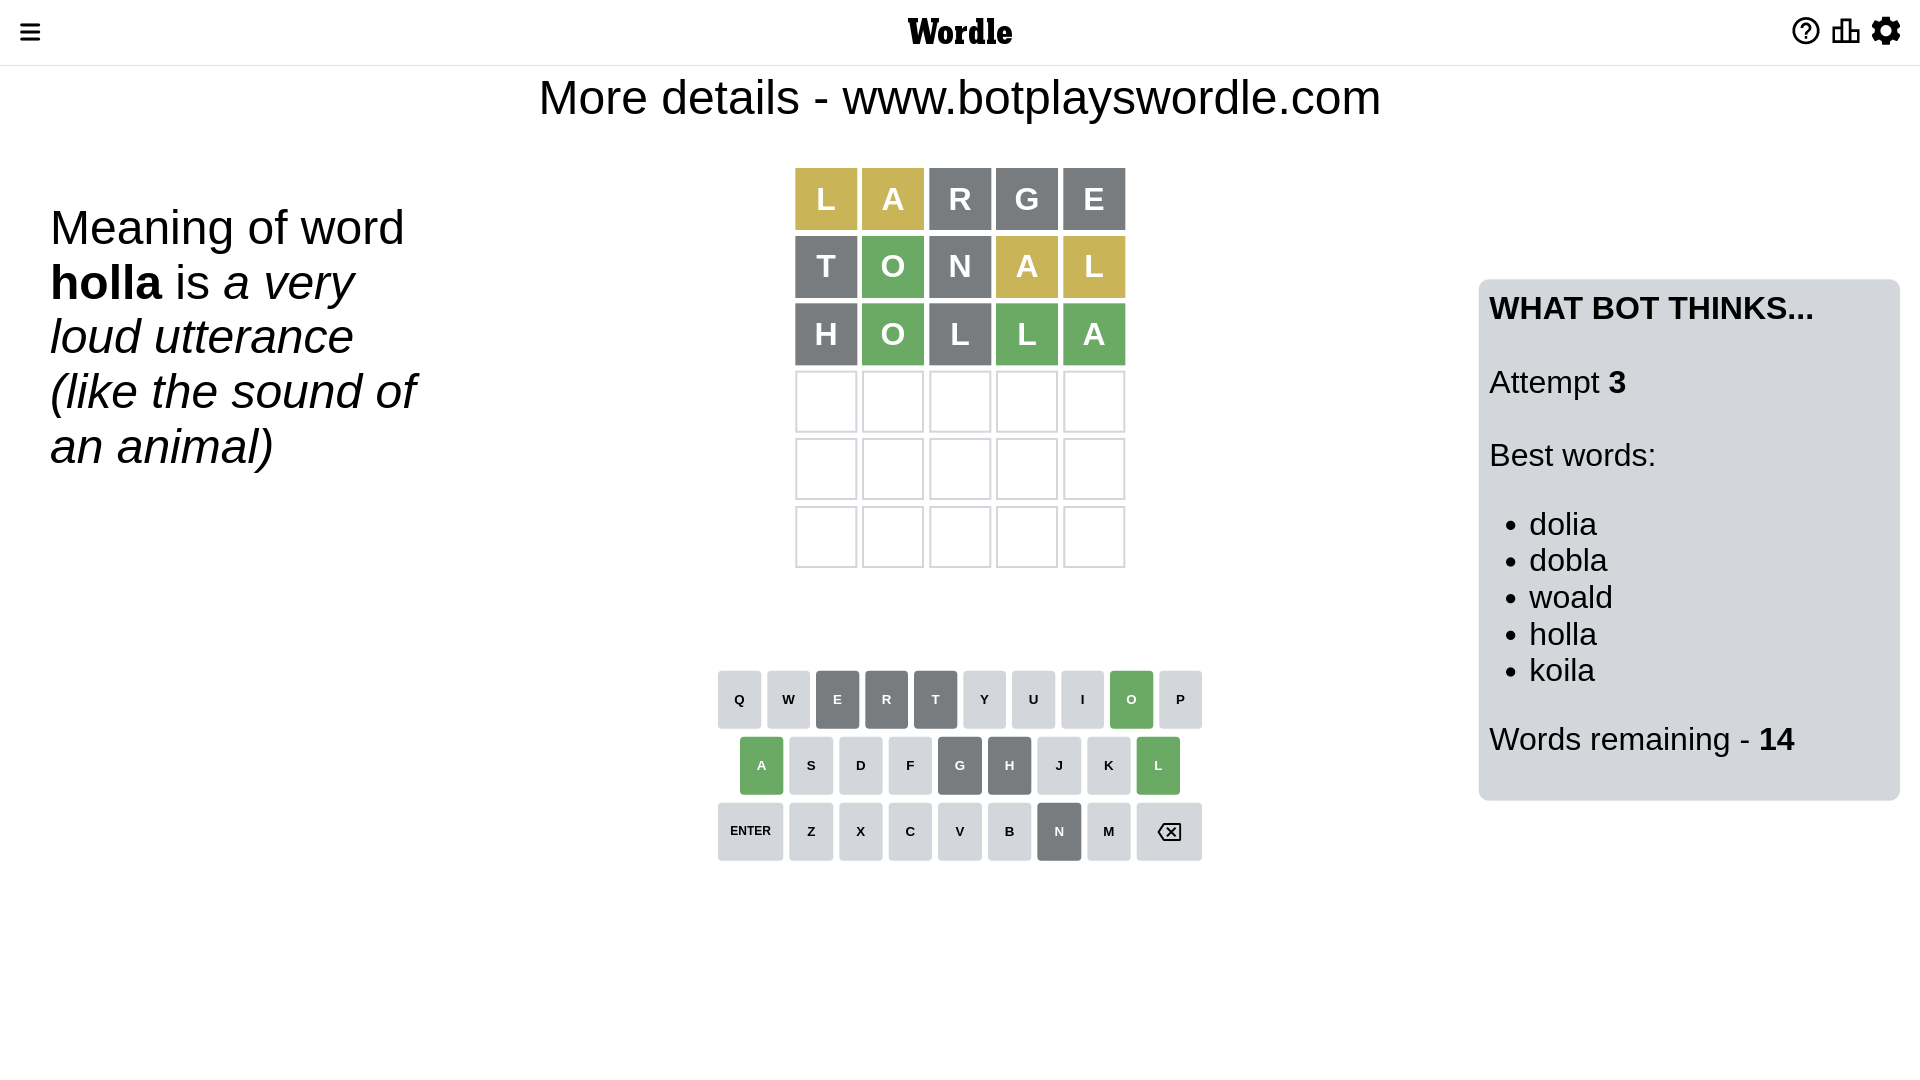 Wordle
More details - www.botplayswordle.com
Meaning of word
holla is a very
loud utterance
(like the sound of
an animal)
L A R G E
T O N A L
H O L L A
WHAT BOT THINKS...
Attempt 3
Best words:
• dolia
• dobla
• woald
• holla
• koila
Words remaining - 14
Q W E R T Y U I O P
A S D F G H J K L
ENTER Z X C V B N M